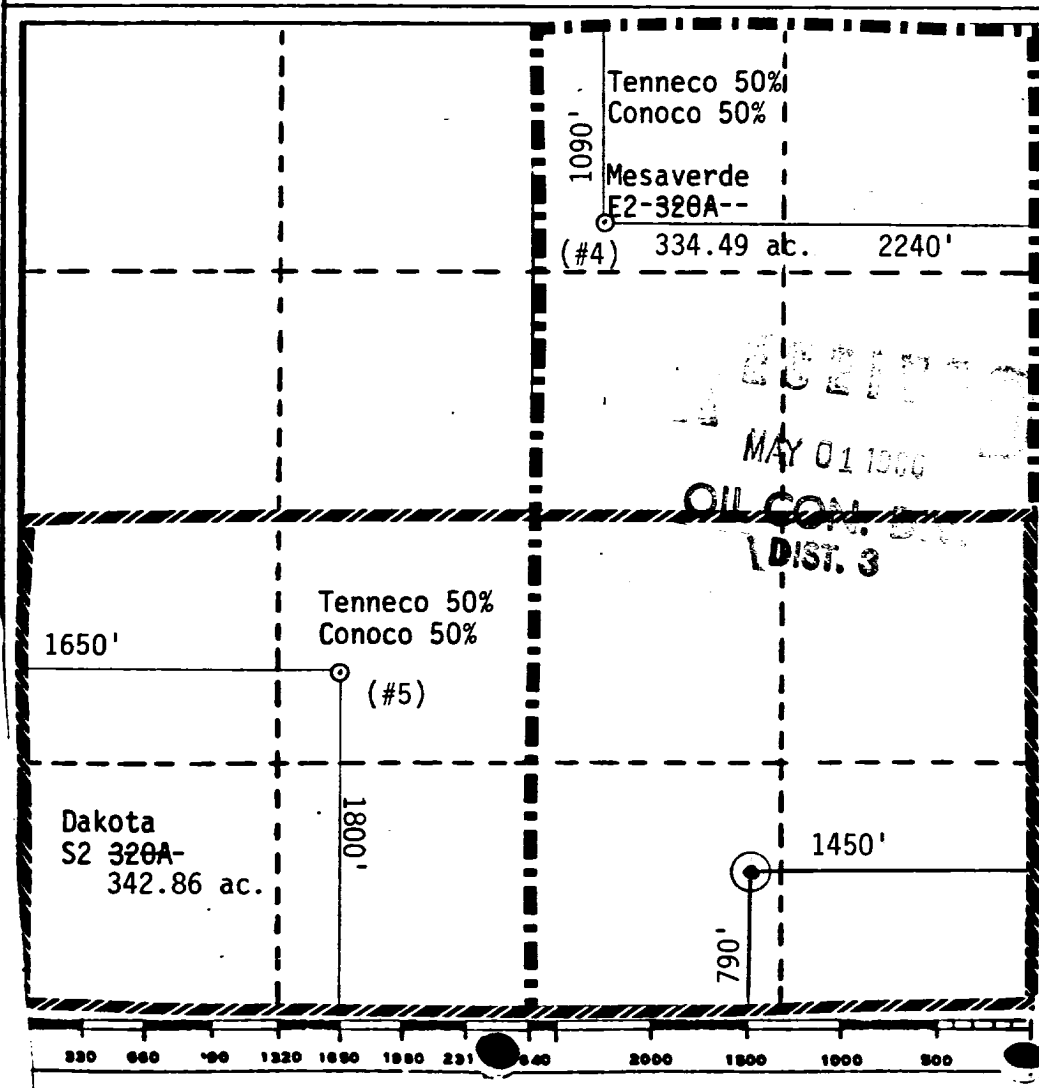 Tenneco 50%
Conoco 50%
1090'
Mesaverde
E2-320A--
(#4) 334.49 ac. 2240'
MAY 01
OIL CON.
DIST. 3
Tenneco 50%
Conoco 50%
1650'
(#5)
1800'
Dakota
S2 320A-
342.86 ac.
1450'
790'
330 660 1320 1650 2000 1500 1000 500